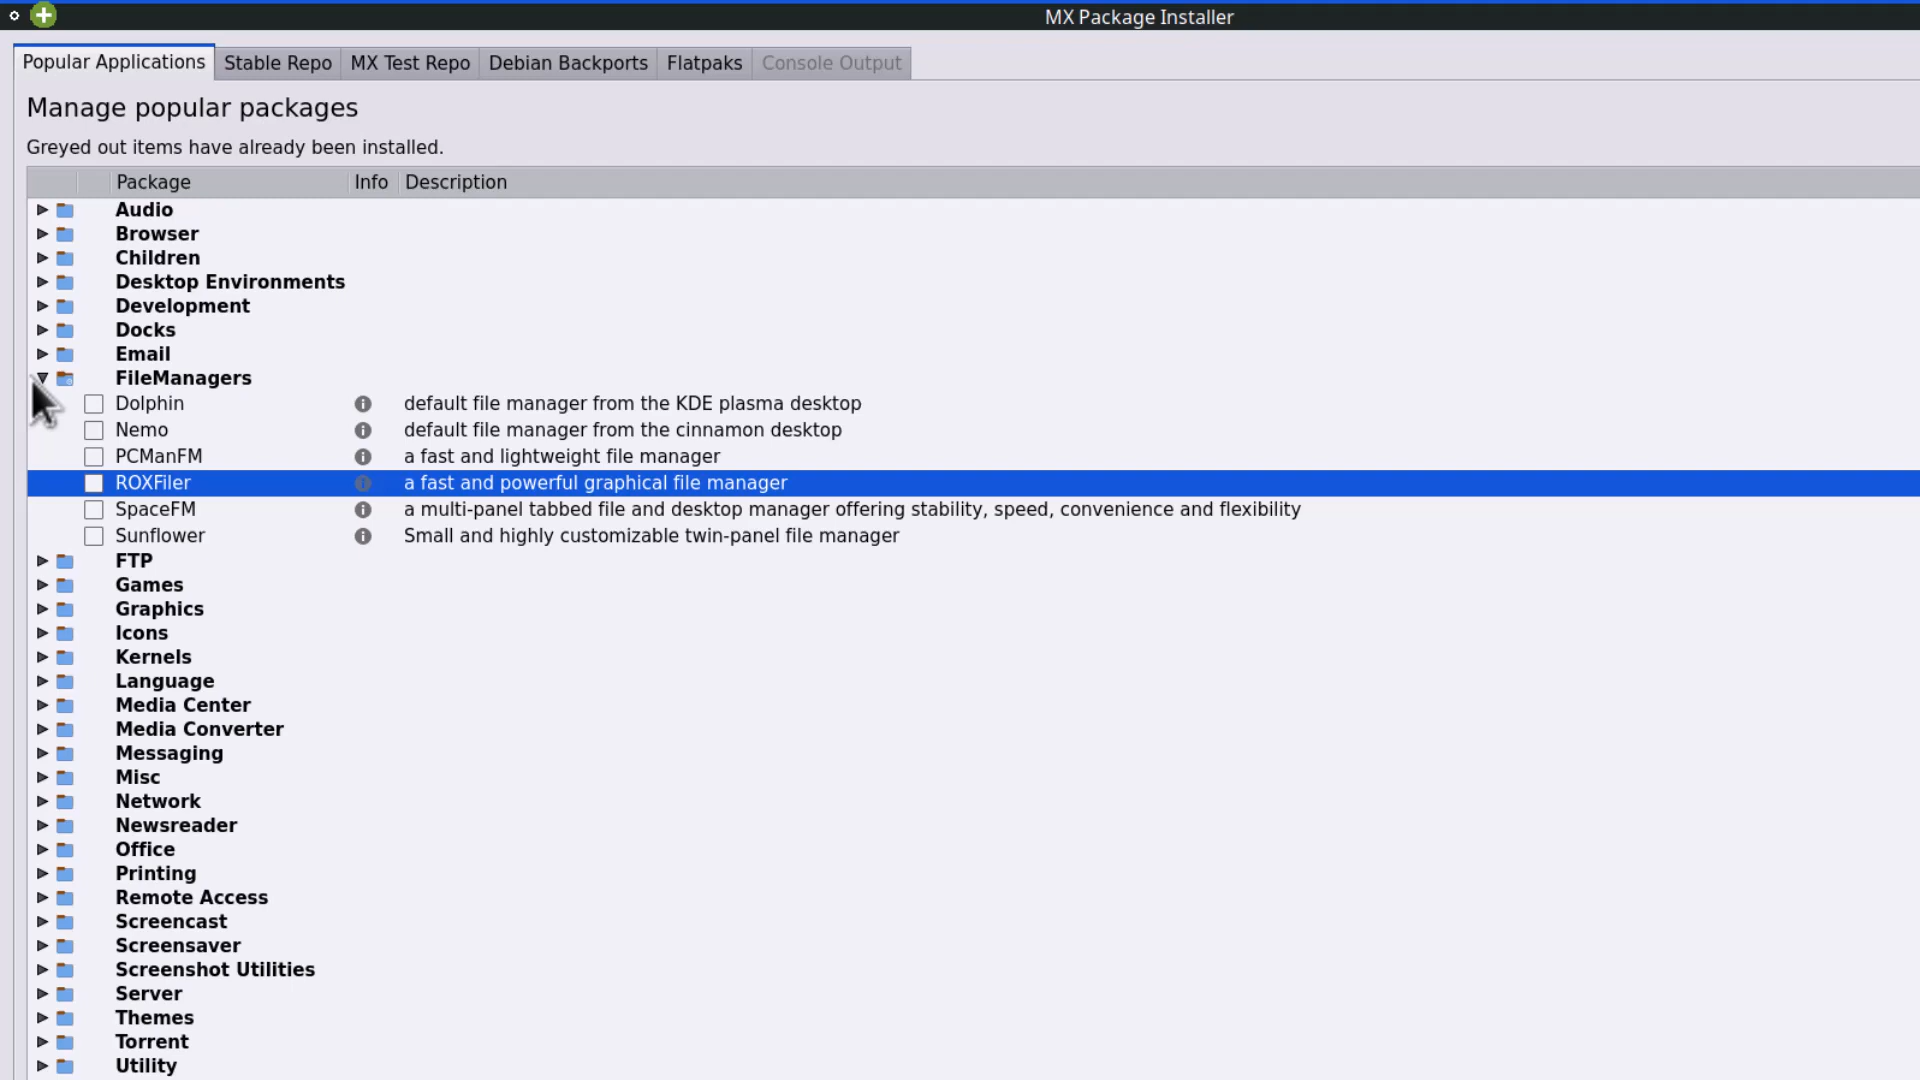 MX Package Installer
Popular Applications Stable Repo MX Test Repo Debian Backports Flatpaks Console Output
Manage popular packages
Greyed out items have already been installed.
Package Info Description
Audio
Browser
Children
Desktop Environments
Development
Docks
Email
FileManagers
Dolphin default file manager from the KDE plasma desktop
Nemo default file manager from the cinnamon desktop
PCManFM a fast and lightweight file manager
ROXFiler a fast and powerful graphical file manager
SpaceFM a multi-panel tabbed file and desktop manager offering stability, speed, convenience and flexibility
Sunflower Small and highly customizable twin-panel file manager
FTP
Games
Graphics
Icons
Kernels
Language
Media Center
Media Converter
Messaging
Misc
Network
Newsreader
Office
Printing
Remote Access
Screencast
Screensaver
Screenshot Utilities
Server
Themes
Torrent
Utility